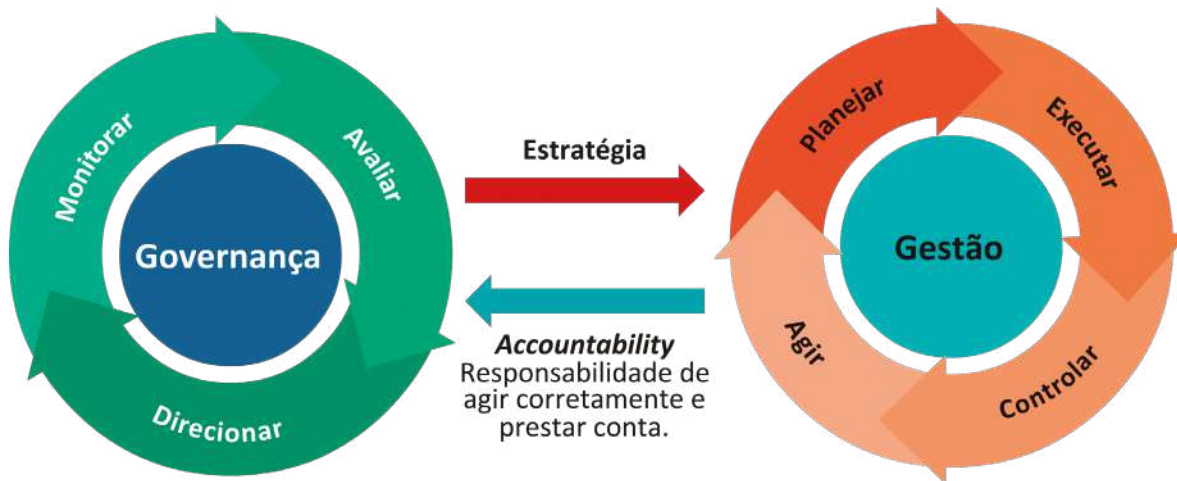 Monitorar
Avaliar
Direcionar
Governança
Estratégia
Accountability
Responsabilidade de
agir corretamente e
prestar conta.
Planejar
Executar
Controlar
Agir
Gestão